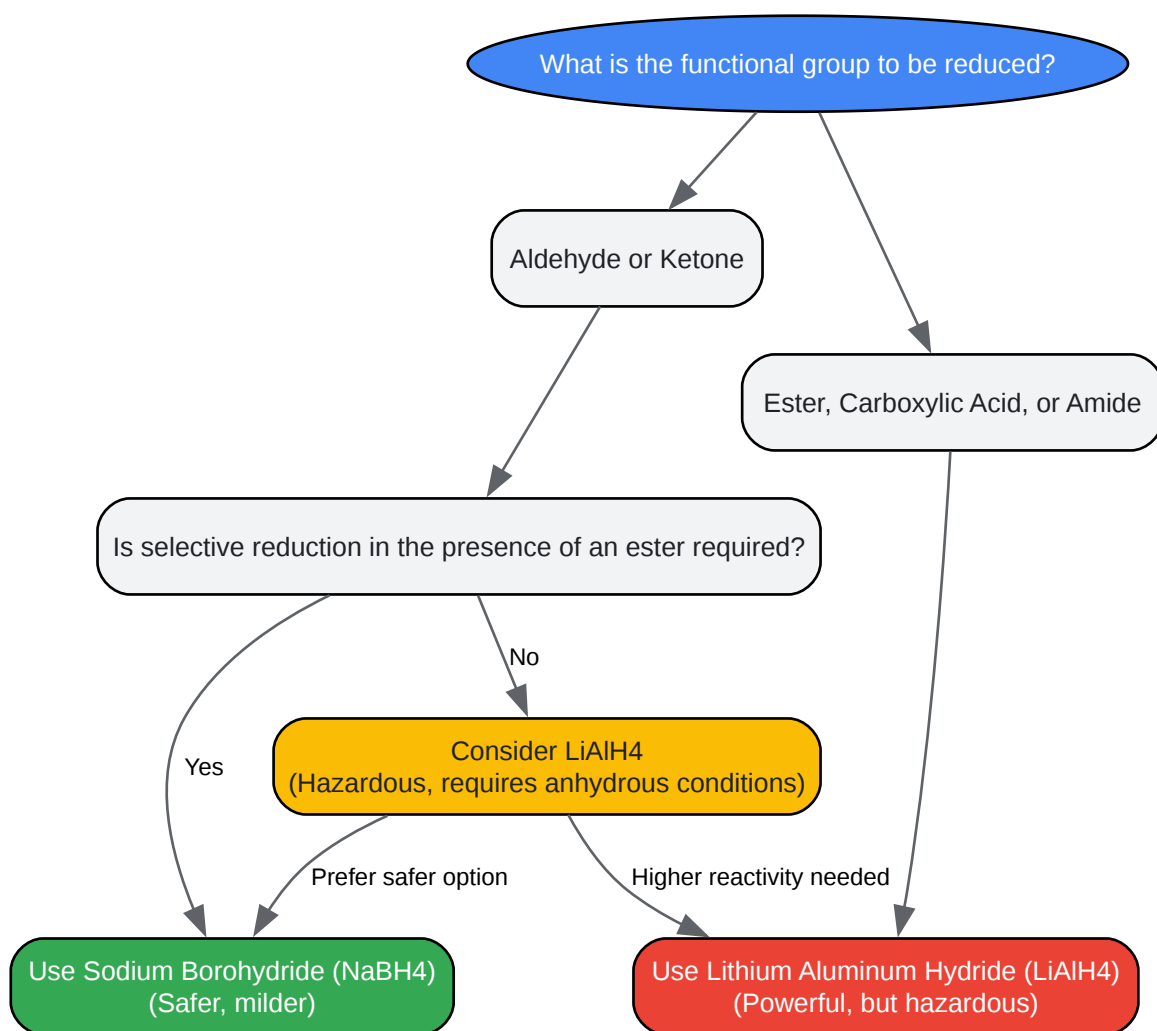 What is the functional group to be reduced?
Aldehyde or Ketone
Ester, Carboxylic Acid, or Amide
Is selective reduction in the presence of an ester required?
No
Yes
Consider LiAlH4
(Hazardous, requires anhydrous conditions)
Prefer safer option
Higher reactivity needed
Use Sodium Borohydride (NaBH4)
(Safer, milder)
Use Lithium Aluminum Hydride (LiAlH4)
(Powerful, but hazardous)